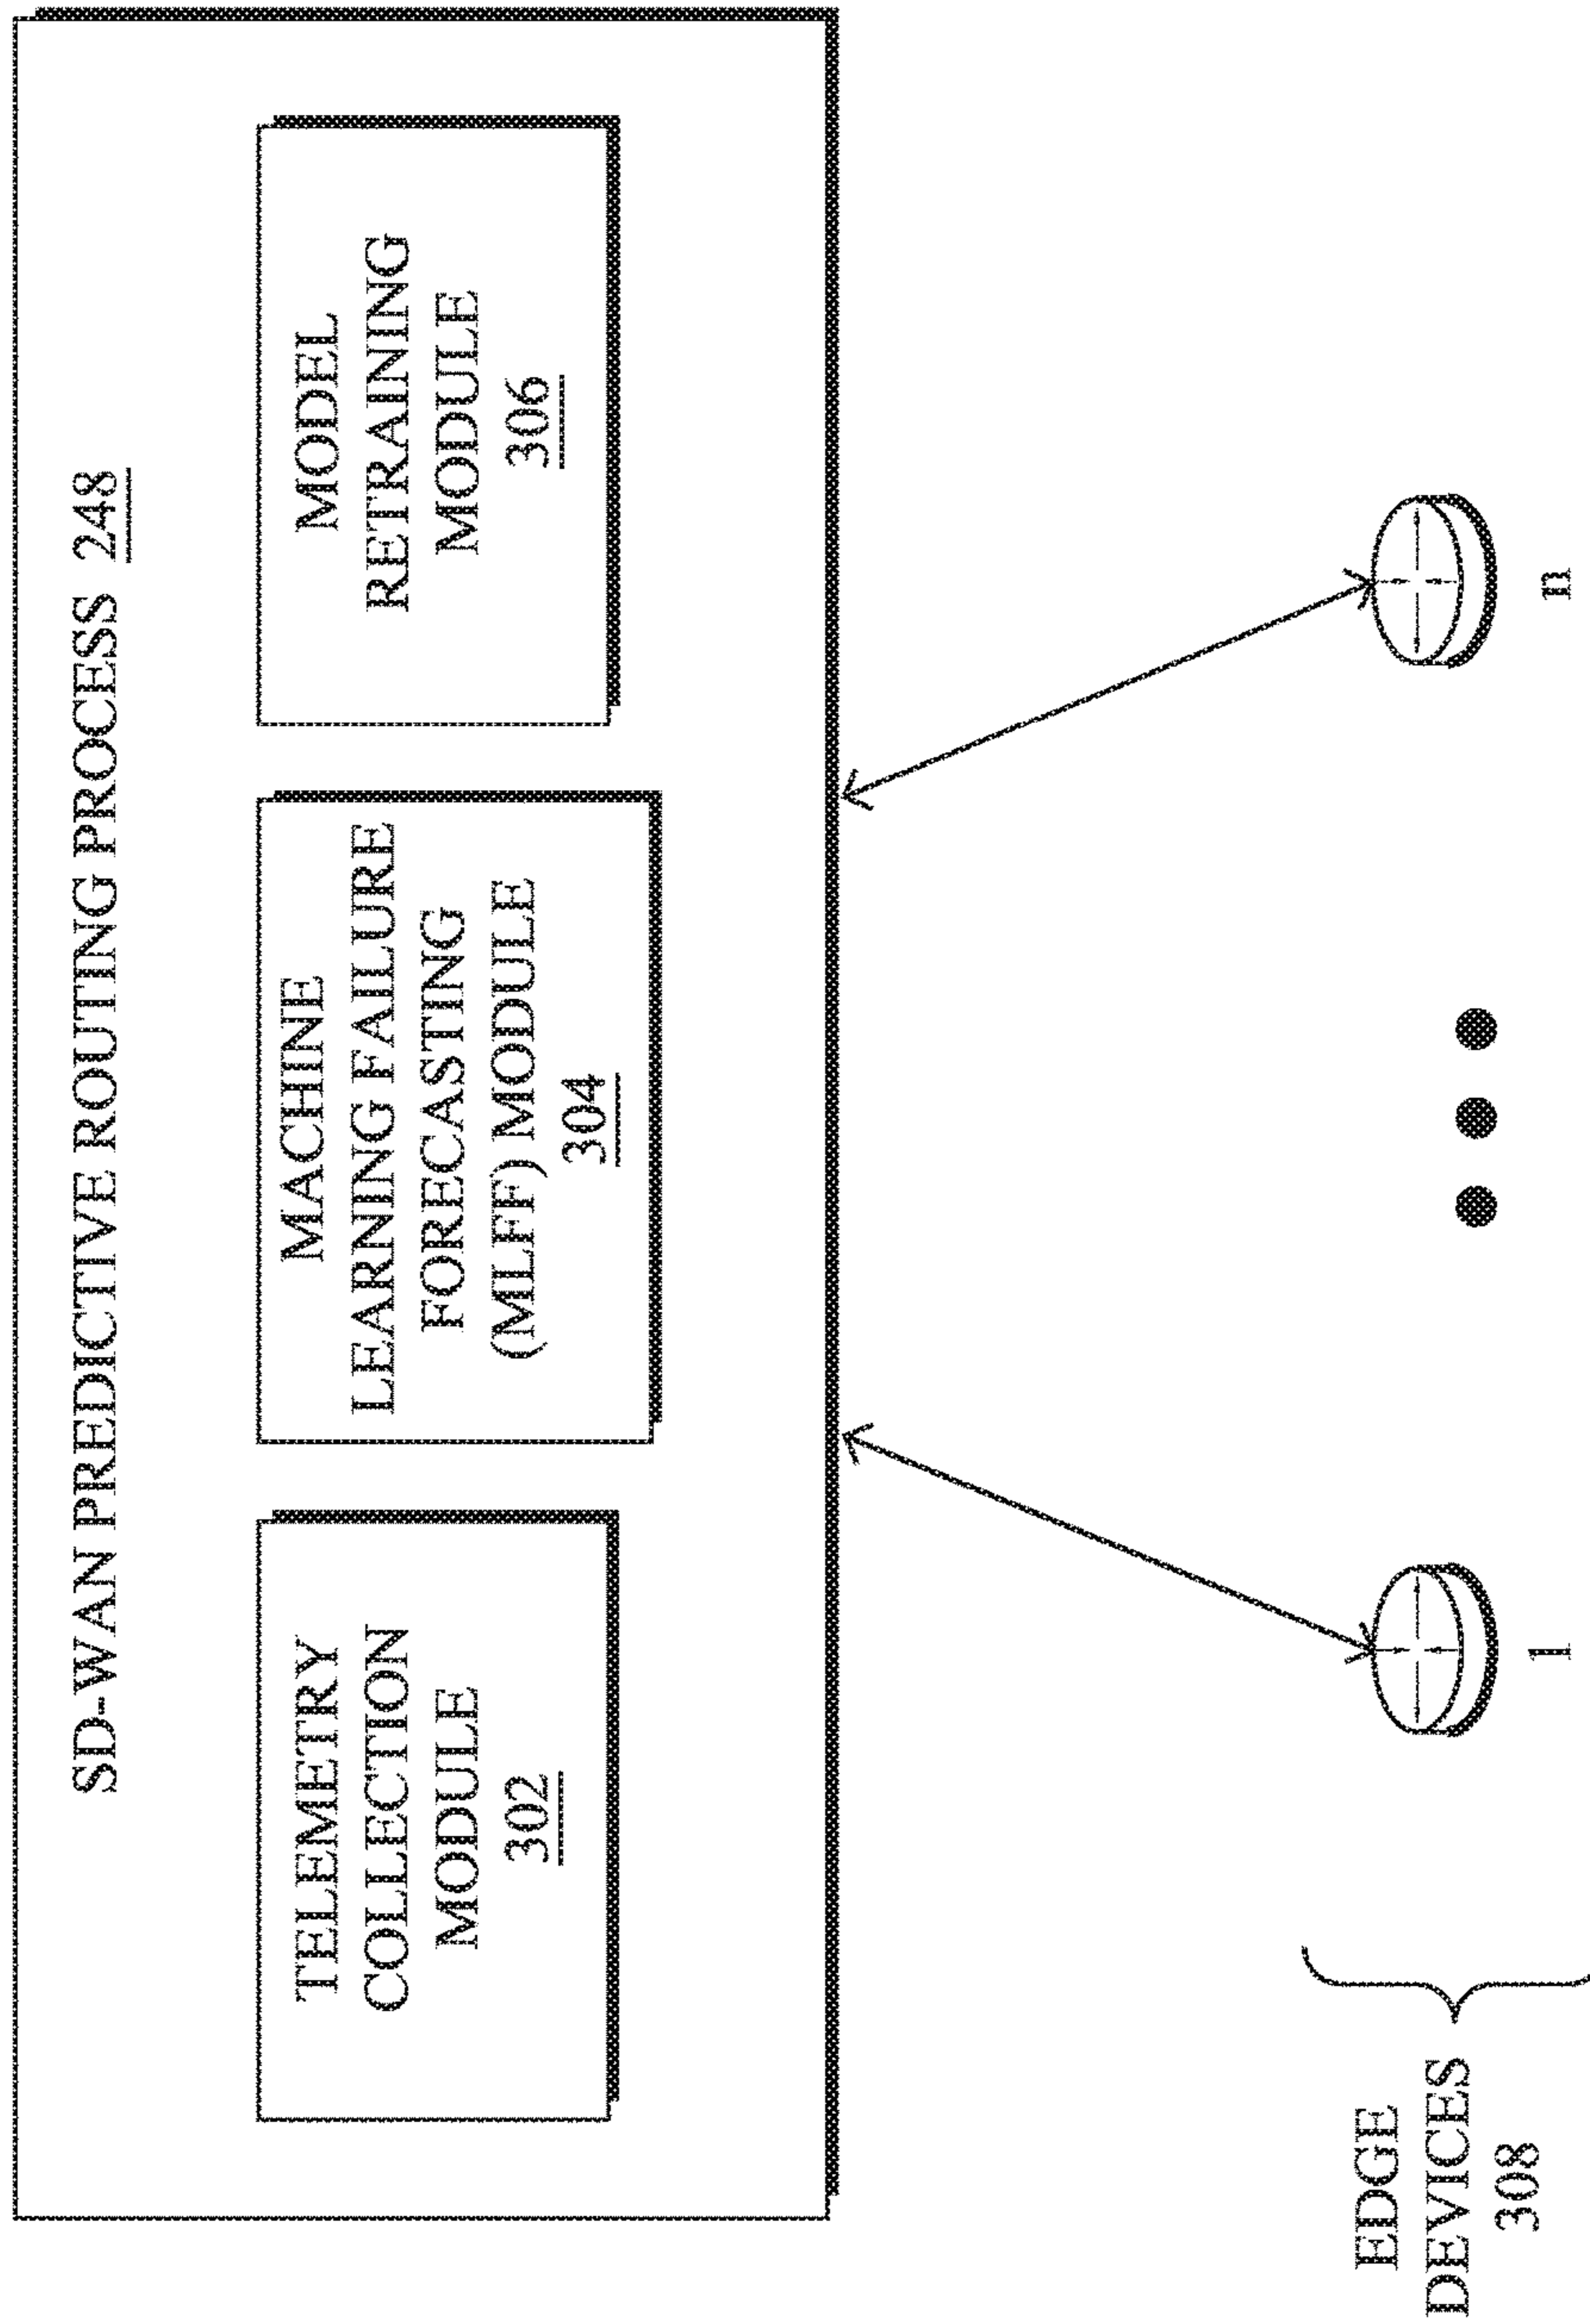 SD-WAN PREDICTIVE ROUTING PROCESS 248
TELEMETRY
COLLECTION
MODULE
302
MACHINE
LEARNING FAILURE
FORECASTING
(MLFF) MODULE
304
MODEL
RETRAINING
MODULE
306
EDGE
DEVICES
308
1
n